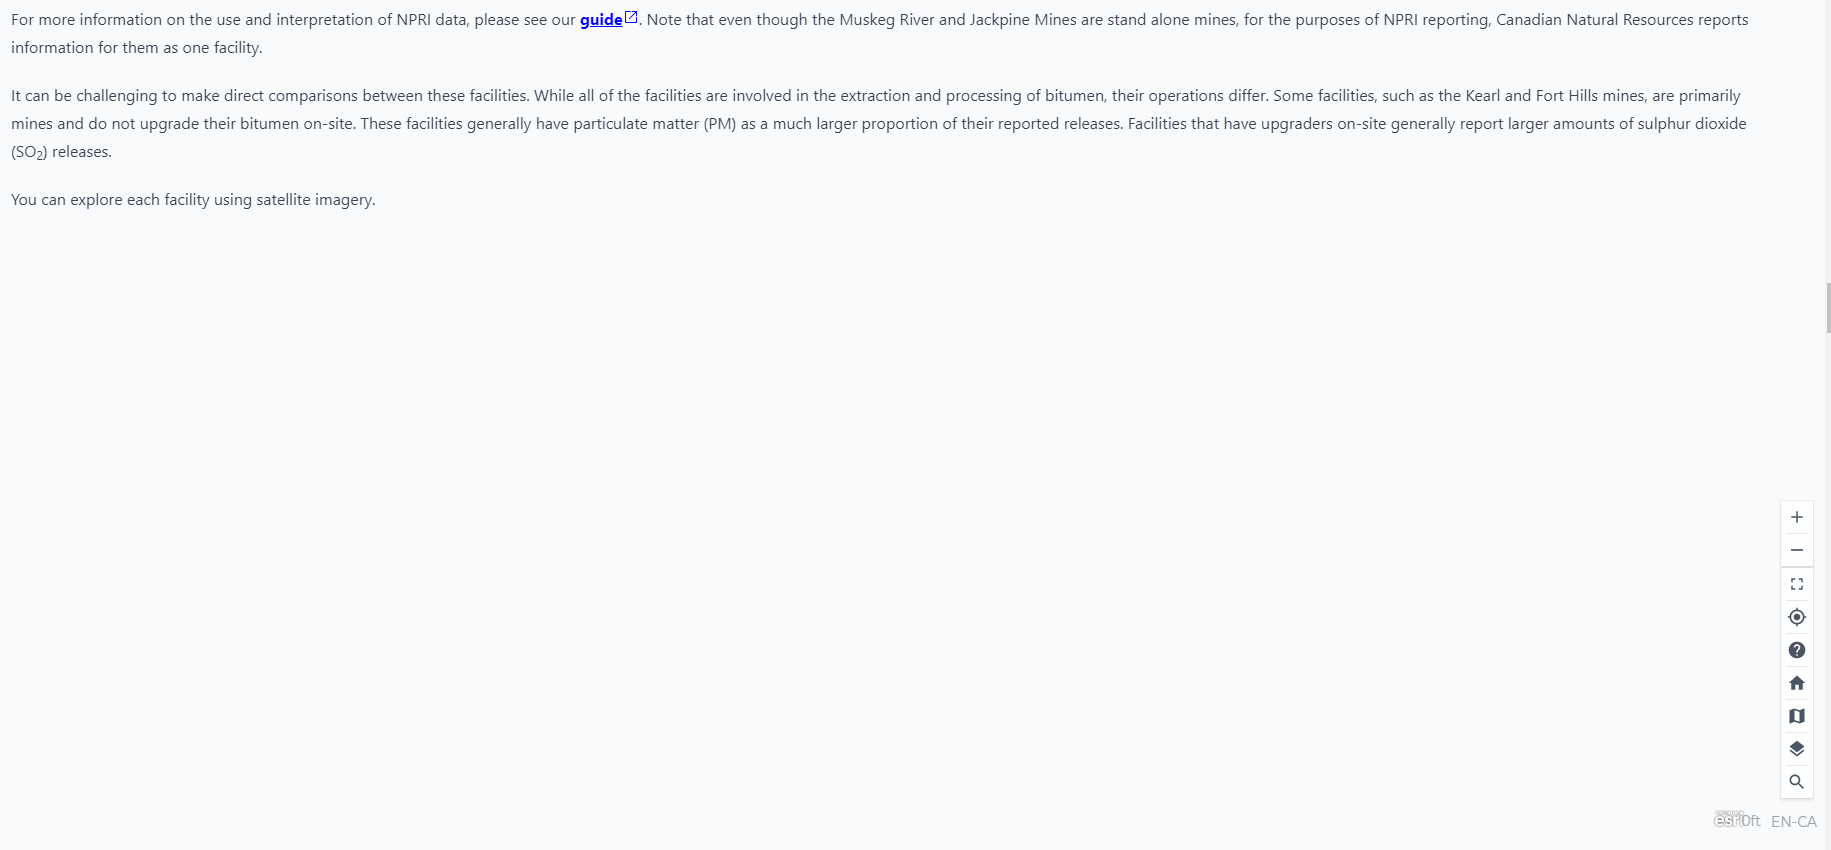 For more information on the use and interpretation of NPRI data, please see our guide. Note that even though the Muskeg River and Jackpine Mines are stand alone mines, for the purposes of NPRI reporting, Canadian Natural Resources reports
information for them as one facility.
It can be challenging to make direct comparisons between these facilities. While all of the facilities are involved in the extraction and processing of bitumen, their operations differ. Some facilities, such as the Kearl and Fort Hills mines, are primarily
mines and do not upgrade their bitumen on-site. These facilities generally have particulate matter (PM) as a much larger proportion of their reported releases. Facilities that have upgraders on-site generally report larger amounts of sulphur dioxide
(SO₂) releases.
You can explore each facility using satellite imagery.
esri 0ft EN-CA